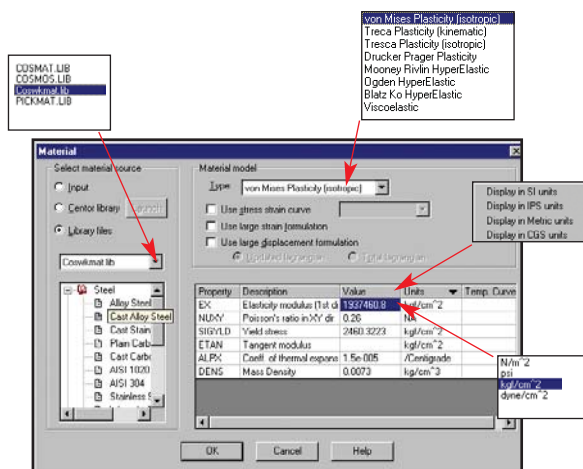 von Mises Plasticity (isotropic)
Treca Plasticity (kinematic)
Tresca Plasticity (isotropic)
Drucker Prager Plasticity
Mooney Rivlin HyperElastic
Ogden HyperElastic
Blatz Ko HyperElastic
Viscoelastic
COSMAT.LIB
COSMOS.LIB
Coswkmat.lib
PICKMAT.LIB
Material
Select material source
Input
Centor library
Launch
Library files
Coswkmat.lib
Steel
Alloy Steel
Cast Alloy Steel
Cast Stain
Plain Carb
Cast Carbo
AISI 1020
AISI 304
Stainless S
Material model
Type: von Mises Plasticity (isotropic)
Use stress strain curve
Use large strain formulation
Use large displacement formulation
Updated lagrangian
Total lagrangian
Display in SI units
Display in IPS units
Display in Metric units
Display in CGS units
Property Description Value Units Temp. Curve
EX Elasticity modulus (1st di 1937460.8 kgf/cm^2
NUXY Poisson's ratio in XY dir 0.26 NA
SIGYLD Yield stress 2460.3223 kgf/cm^2
ETAN Tangent modulus kgf/cm^2
ALPX Coeff. of thermal expans 1.5e-005 /Centigrade
DENS Mass Density 0.0073 kg/cm^3
N/m^2
psi
kgf/cm^2
dyne/cm^2
OK Cancel Help